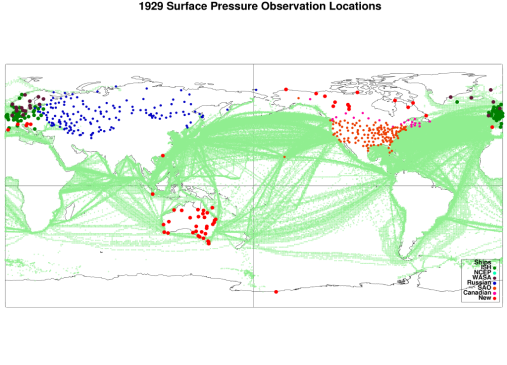 1929 Surface Pressure Observation Locations
Ships
ISH
NCEP
WASA
Russian
SAO
Canadian
New